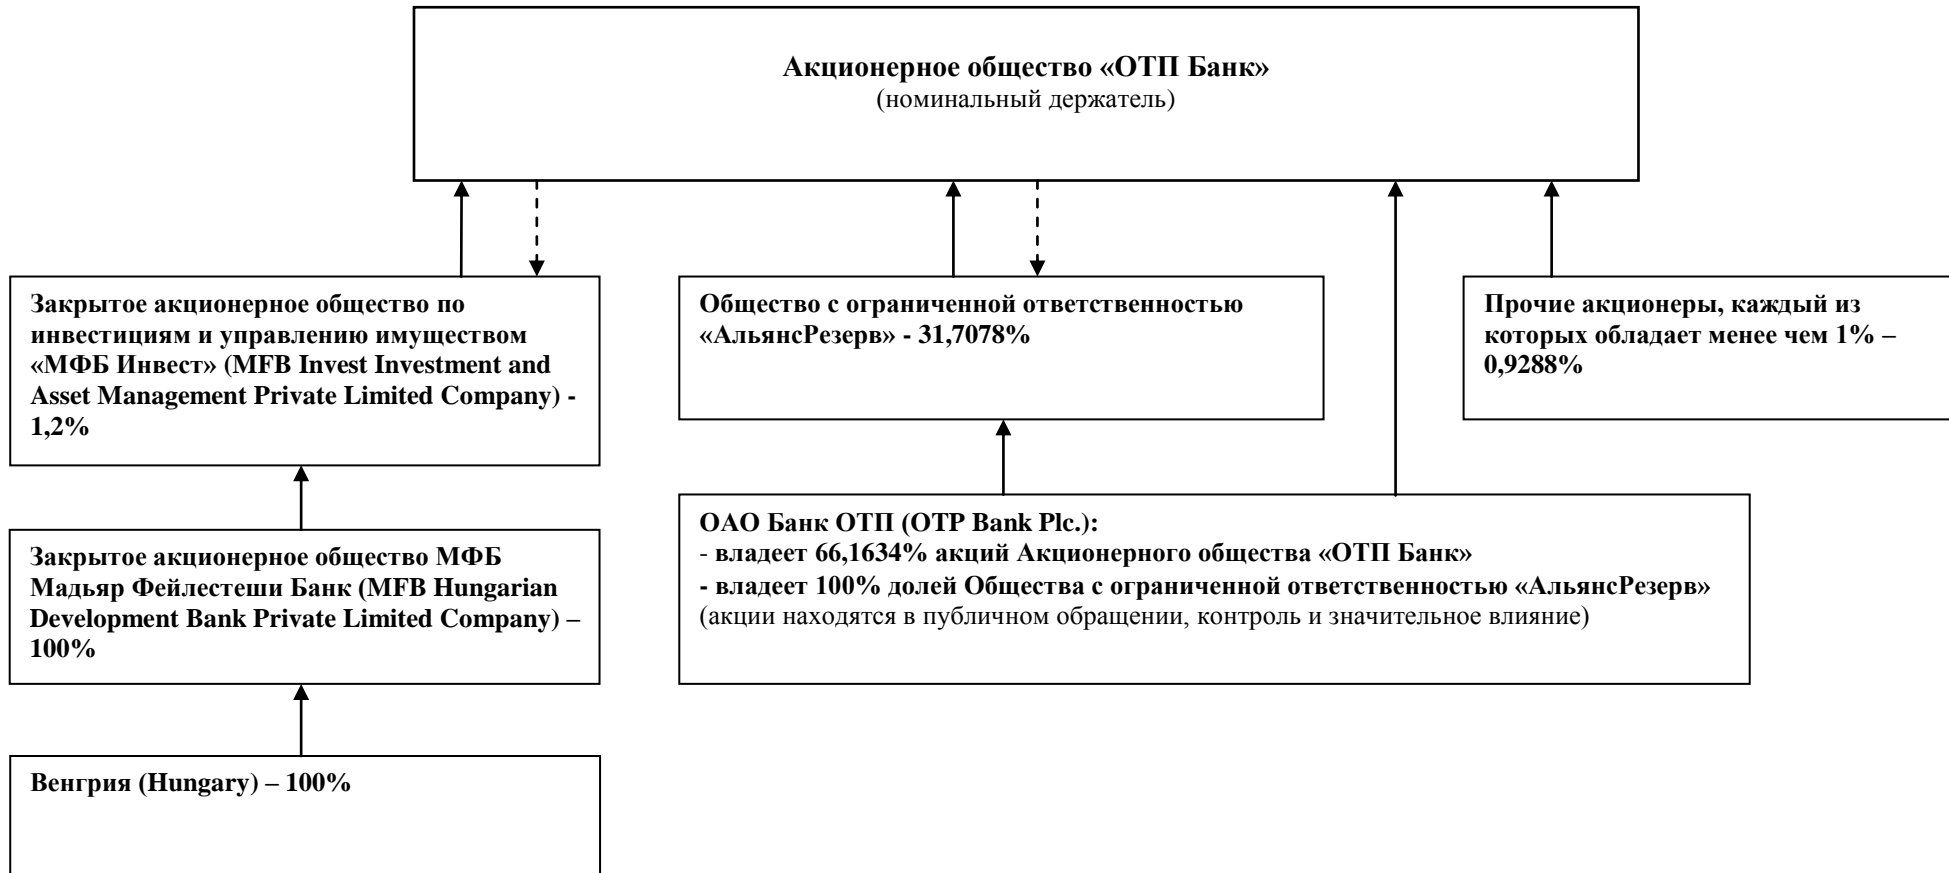 Акционерное общество «ОТП Банк»
(номинальный держатель)
Закрытое акционерное общество по
инвестициям и управлению имуществом
«МФБ Инвест» (MFB Invest Investment and
Asset Management Private Limited Company) -
1,2%
Общество с ограниченной ответственностью
«АльянсРезерв» - 31,7078%
Прочие акционеры, каждый из
которых обладает менее чем 1% –
0,9288%
Закрытое акционерное общество МФБ
Мадьяр Фейлестеши Банк (MFB Hungarian
Development Bank Private Limited Company) –
100%
ОАО Банк ОТП (OTP Bank Plc.):
- владеет 66,1634% акций Акционерного общества «ОТП Банк»
- владеет 100% долей Общества с ограниченной ответственностью «АльянсРезерв»
(акции находятся в публичном обращении, контроль и значительное влияние)
Венгрия (Hungary) – 100%